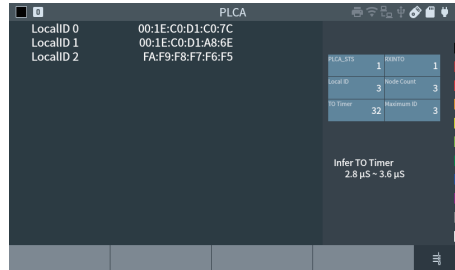 0 PLCA
LocalID 0 00:1E:C0:D1:C0:7C
LocalID 1 00:1E:C0:D1:A8:6E
LocalID 2 FA:F9:F8:F7:F6:F5
PLCA_STS 1 RXINTO 1
Local ID 3 Node Count 3
TO Timer 32 Maximum ID 3
Infer TO Timer
2.8 µS ~ 3.6 µS